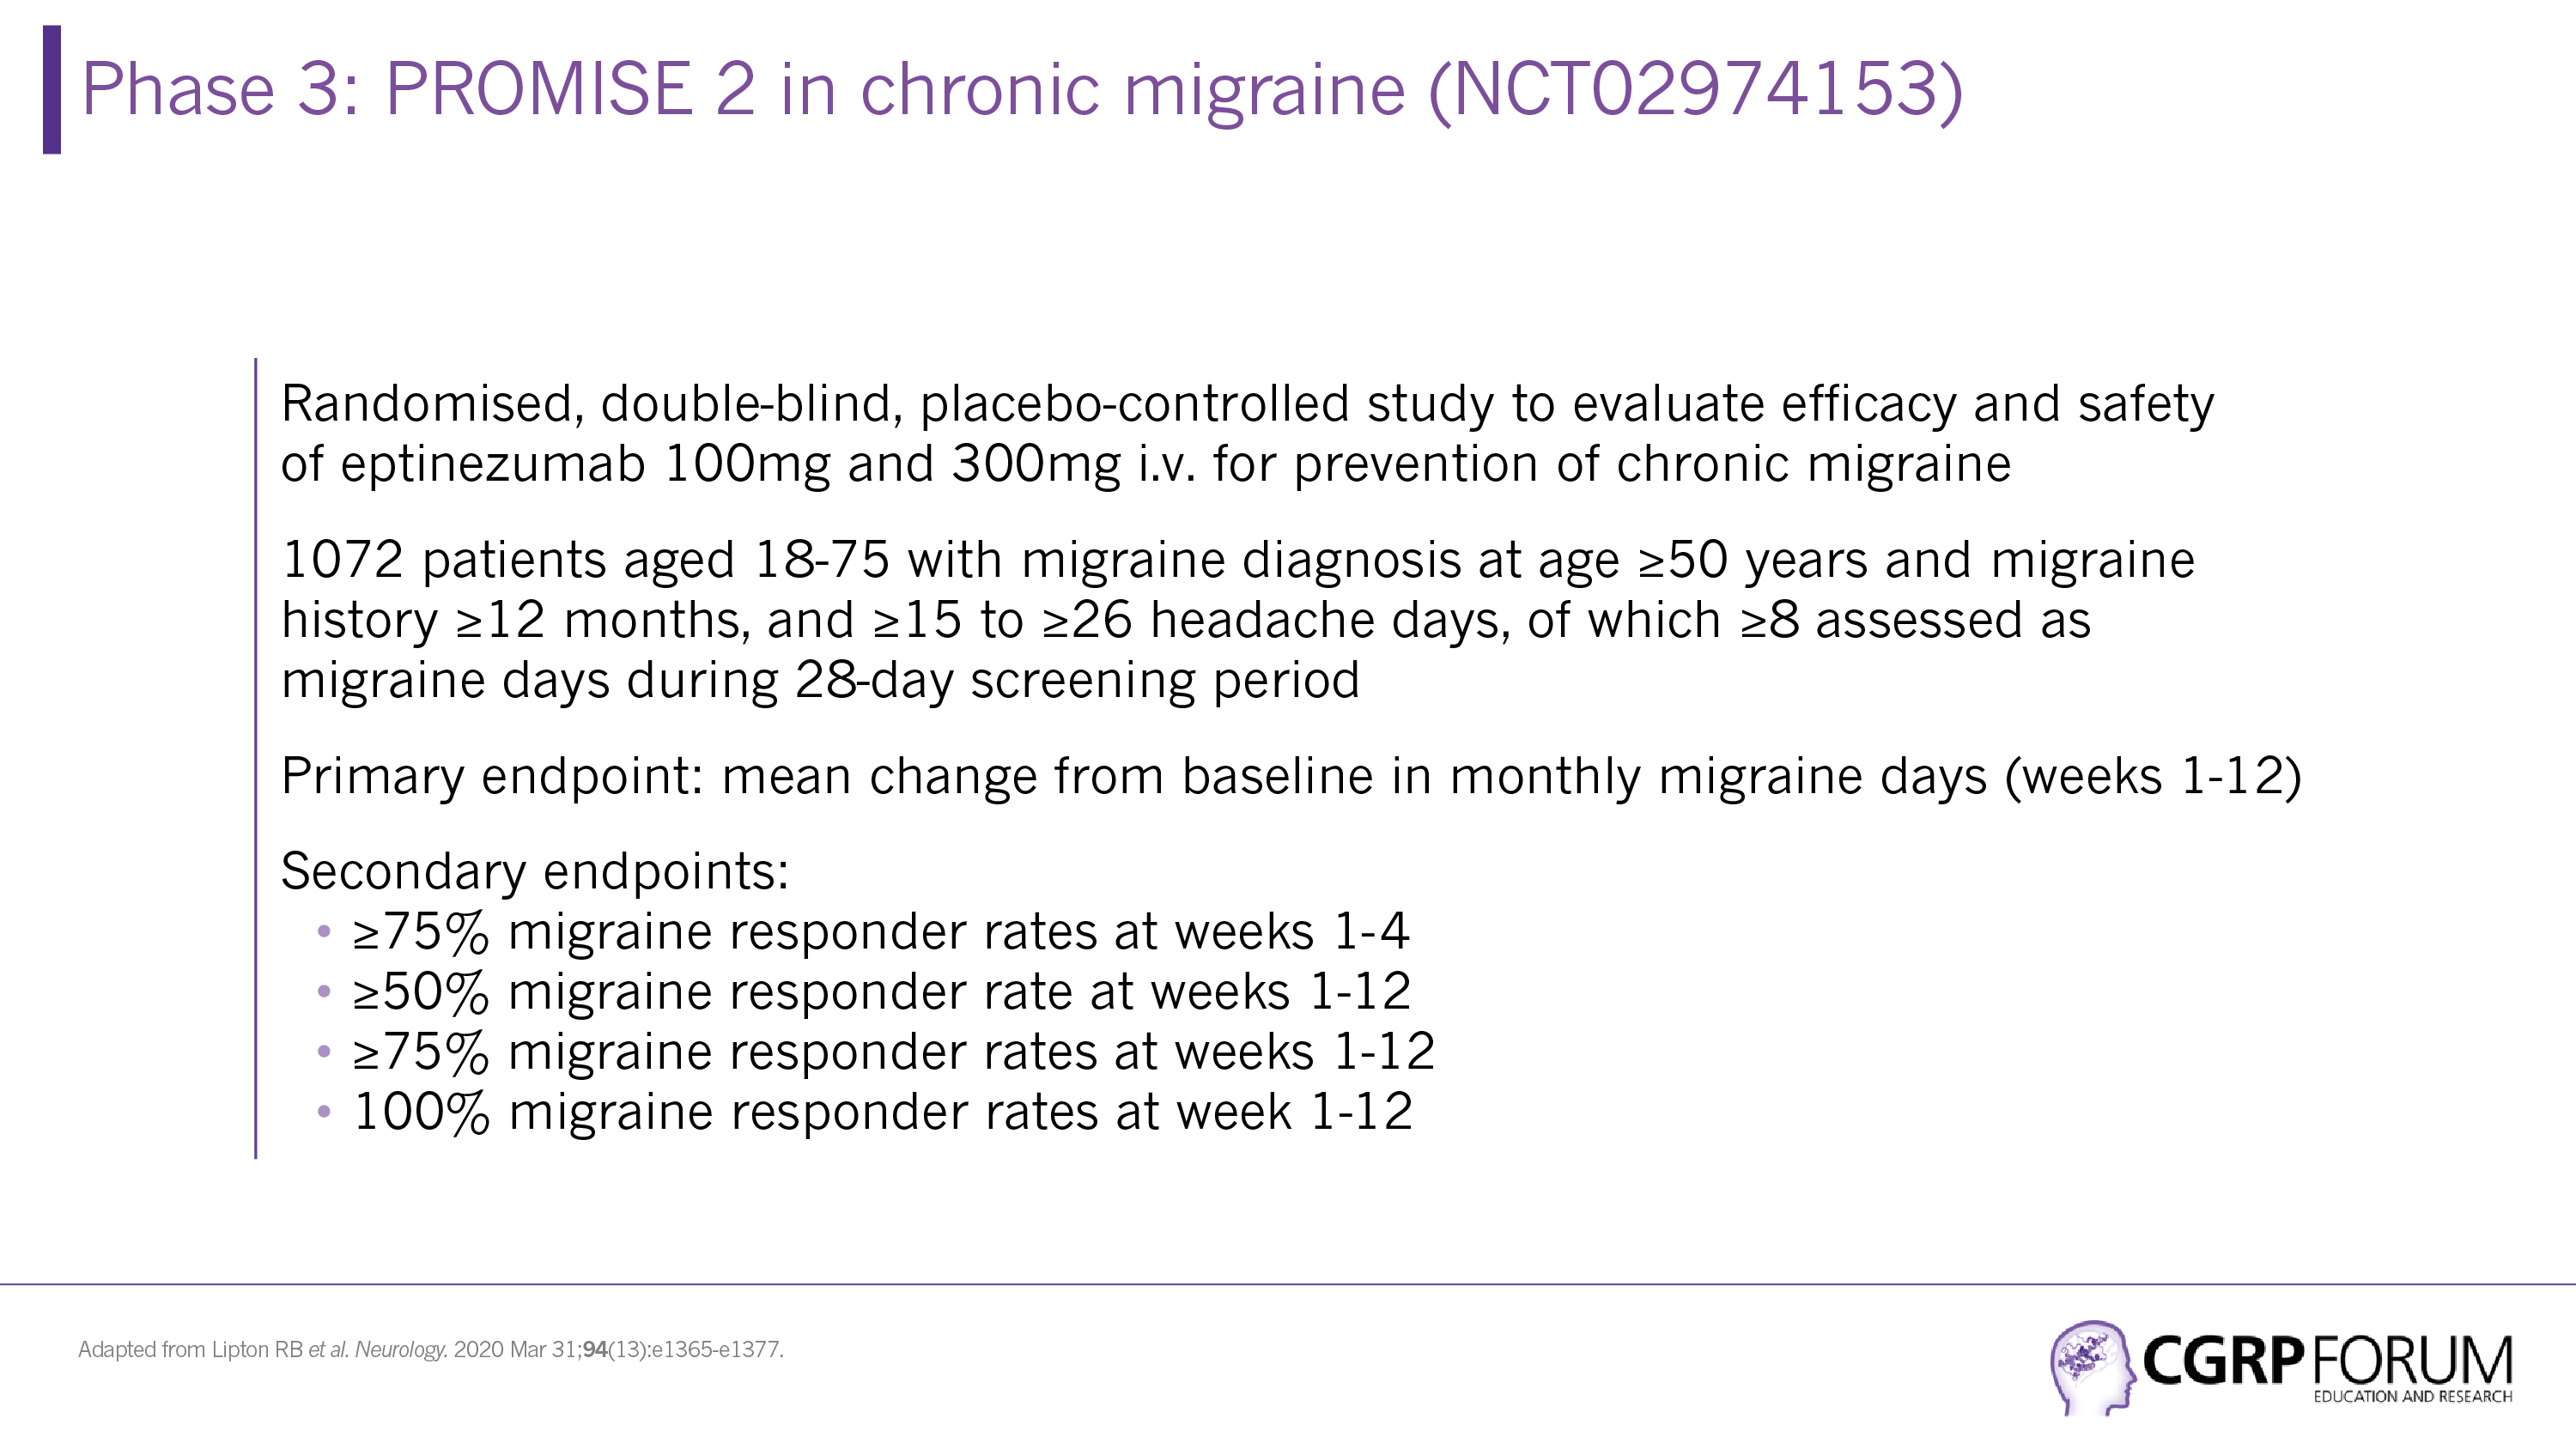 Phase 3: PROMISE 2 in chronic migraine (NCT02974153)
Randomised, double-blind, placebo-controlled study to evaluate efficacy and safety
of eptinezumab 100mg and 300mg i.v. for prevention of chronic migraine
1072 patients aged 18-75 with migraine diagnosis at age ≥50 years and migraine
history ≥12 months, and ≥15 to ≥26 headache days, of which ≥8 assessed as
migraine days during 28-day screening period
Primary endpoint: mean change from baseline in monthly migraine days (weeks 1-12)
Secondary endpoints:
• ≥75% migraine responder rates at weeks 1-4
• ≥50% migraine responder rate at weeks 1-12
• ≥75% migraine responder rates at weeks 1-12
• 100% migraine responder rates at week 1-12
Adapted from Lipton RB et al. Neurology. 2020 Mar 31;94(13):e1365-e1377.
CGRP FORUM
EDUCATION AND RESEARCH